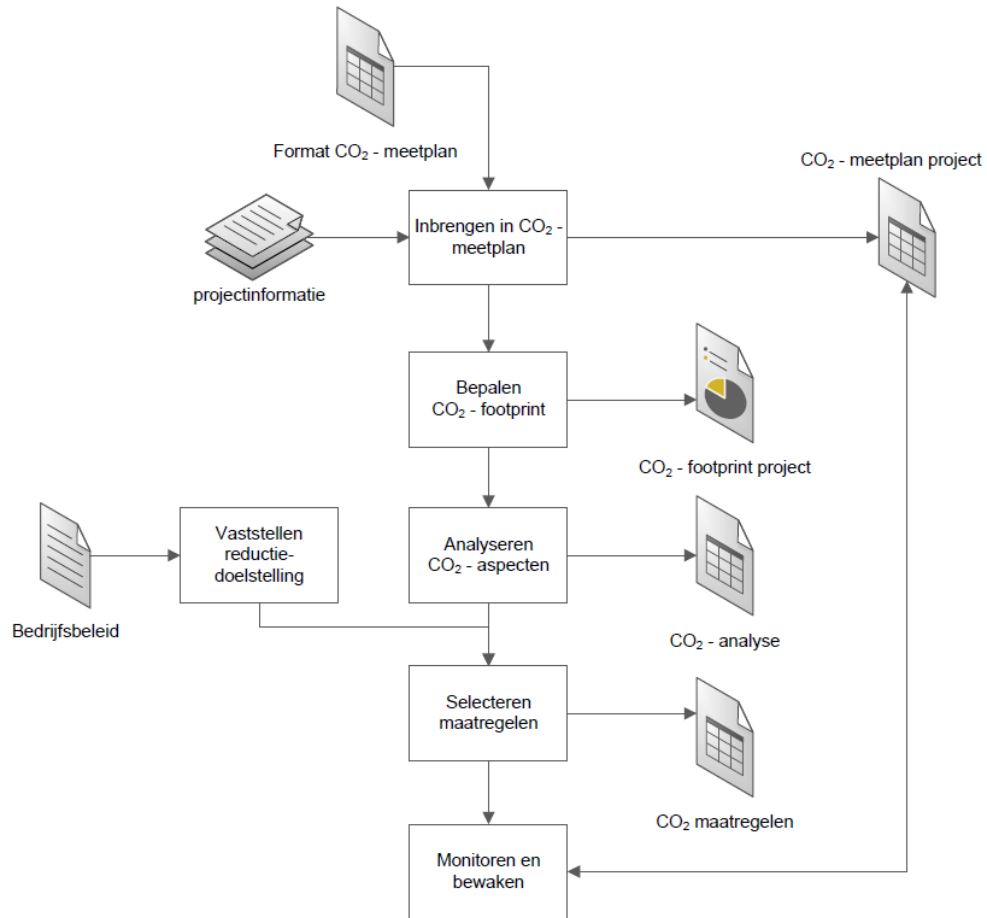 Format CO₂ - meetplan
CO₂ - meetplan project
Inbrengen in CO₂ -
meetplan
projectinformatie
Bepalen
CO₂ - footprint
CO₂ - footprint project
Vaststellen
reductie-
doelstelling
Analyseren
CO₂ - aspecten
Bedrijfsbeleid
CO₂ - analyse
Selecteren
maatregelen
CO₂ maatregelen
Monitoren en
bewaken